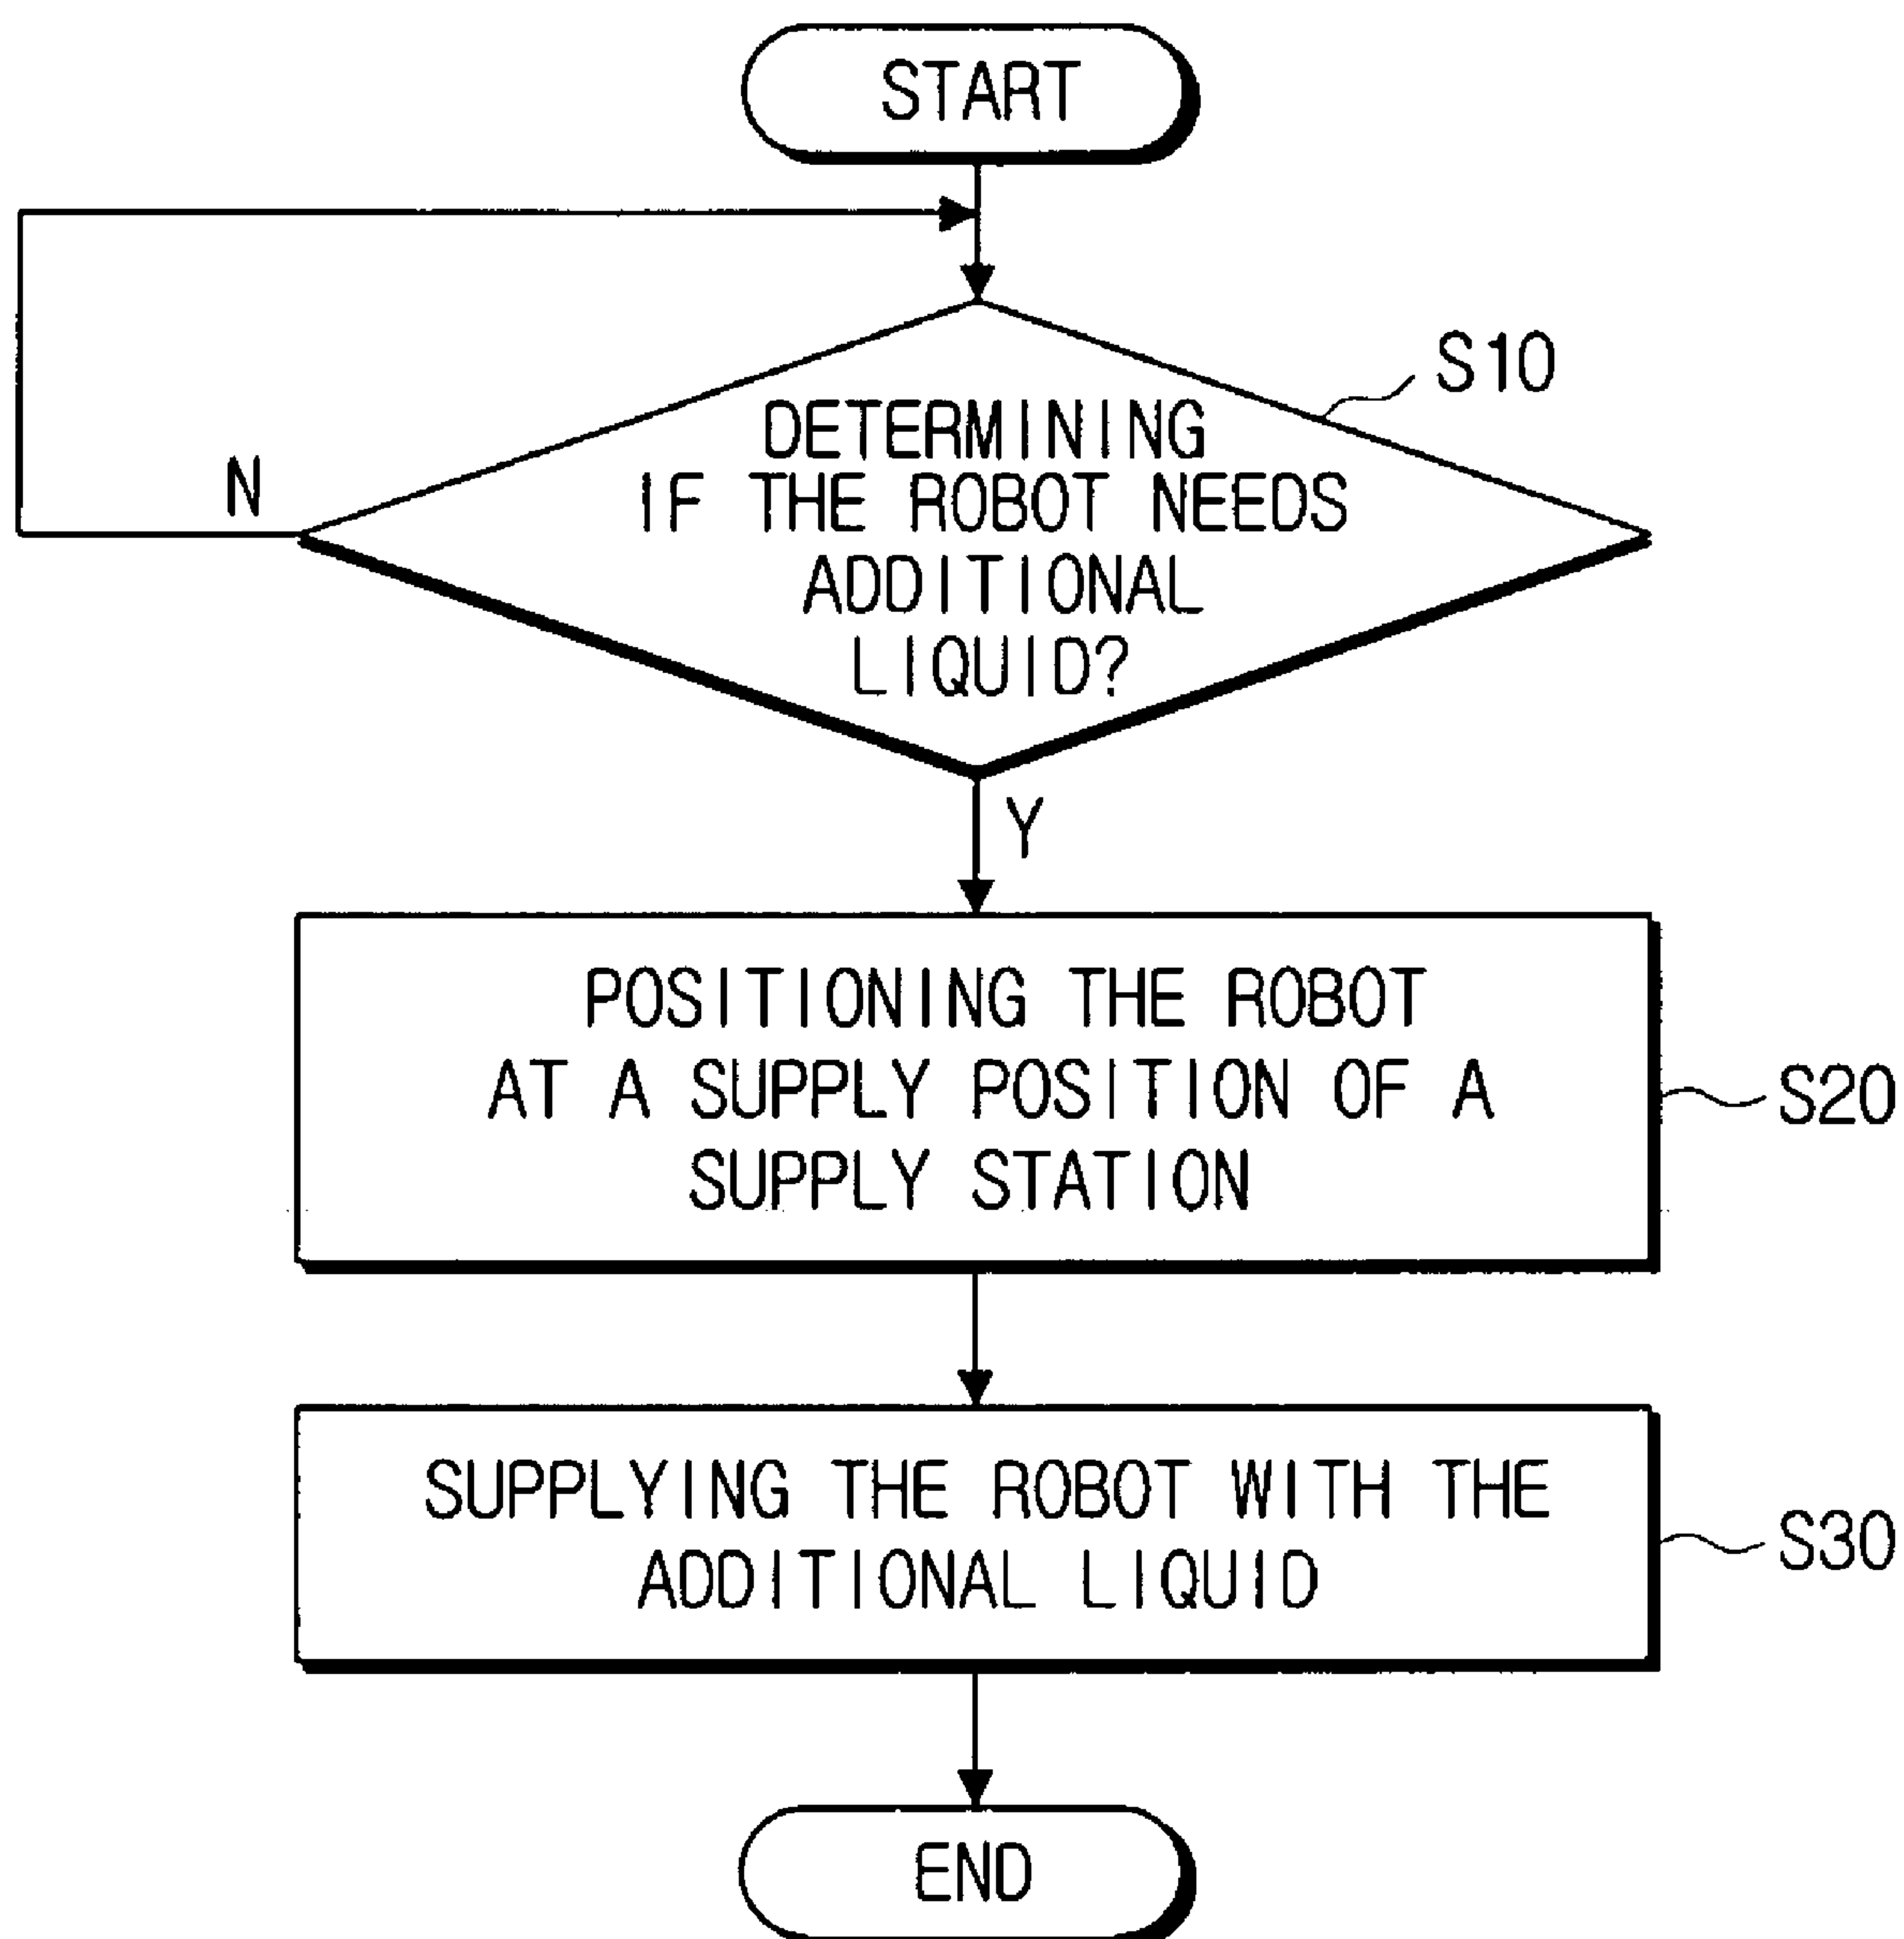 START
S10
DETERMINING
IF THE ROBOT NEEDS
ADDITIONAL
LIQUID?
N
Y
POSITIONING THE ROBOT
AT A SUPPLY POSITION OF A
SUPPLY STATION
S20
SUPPLYING THE ROBOT WITH THE
ADDITIONAL LIQUID
S30
END